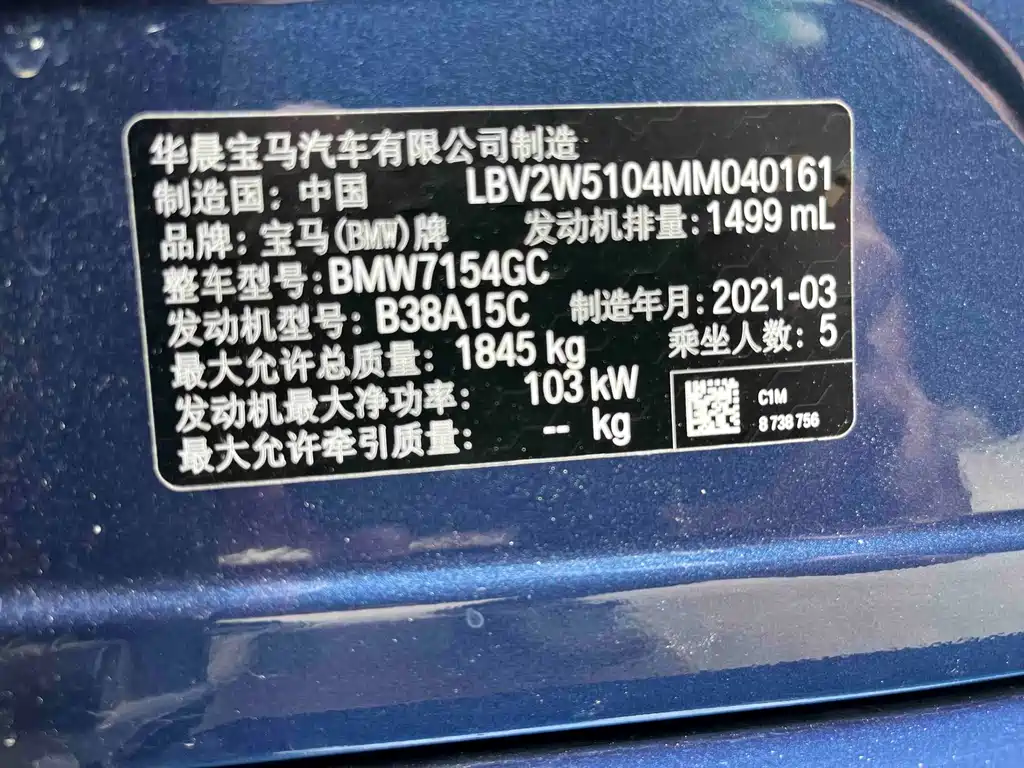 华晨宝马汽车有限公司制造
制造国：中国 LBV2W5104MM040161
品牌：宝马(BMW)牌 发动机排量：1499 mL
整车型号：BMW7154GC
发动机型号：B38A15C 制造年月：2021-03
最大允许总质量：1845 kg 乘坐人数：5
发动机最大净功率：103 kW
最大允许牵引质量：-- kg
C1M
8 738 756